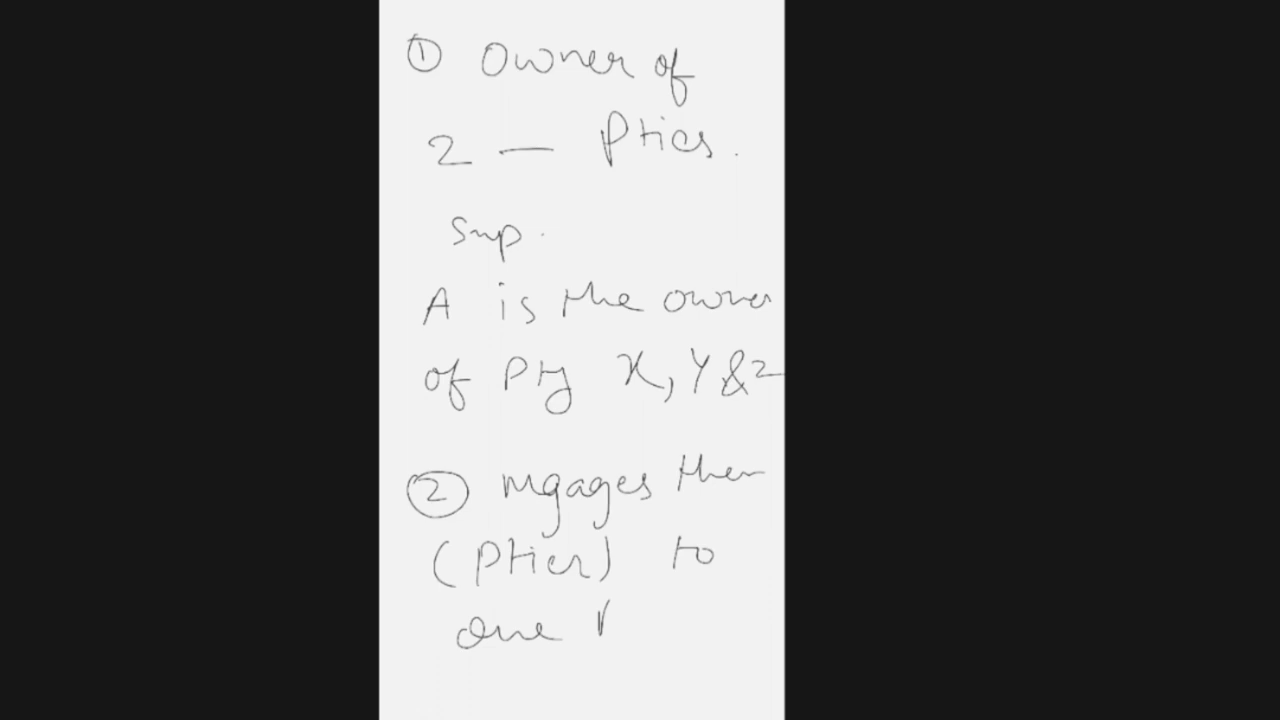 ① Owner of
2 — Pties.
Sup.
A is the owner
of Pty X, Y & Z
② mgages them
(Pties) to
one